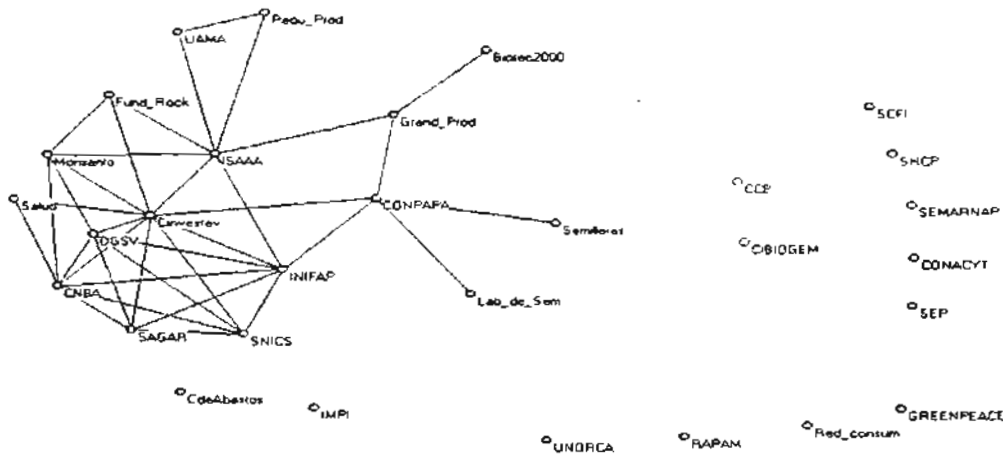 Pequ_Prod
UAMA
Biotec2000
Fund_Rock
SCFI
Grand_Prod
Monsanto
ISAAA
SHCP
CCB
Salud
CONPAPA
SEMARNAP
Cinvestav
Semilleros
DGSV
CIBIOGEM
CONACYT
INIFAP
CNBA
Lab_de_Sem
SEP
SAGAR
SNICS
CdeAbastos
IMPI
GREENPEACE
Red_consum
UNORCA
RAPAM